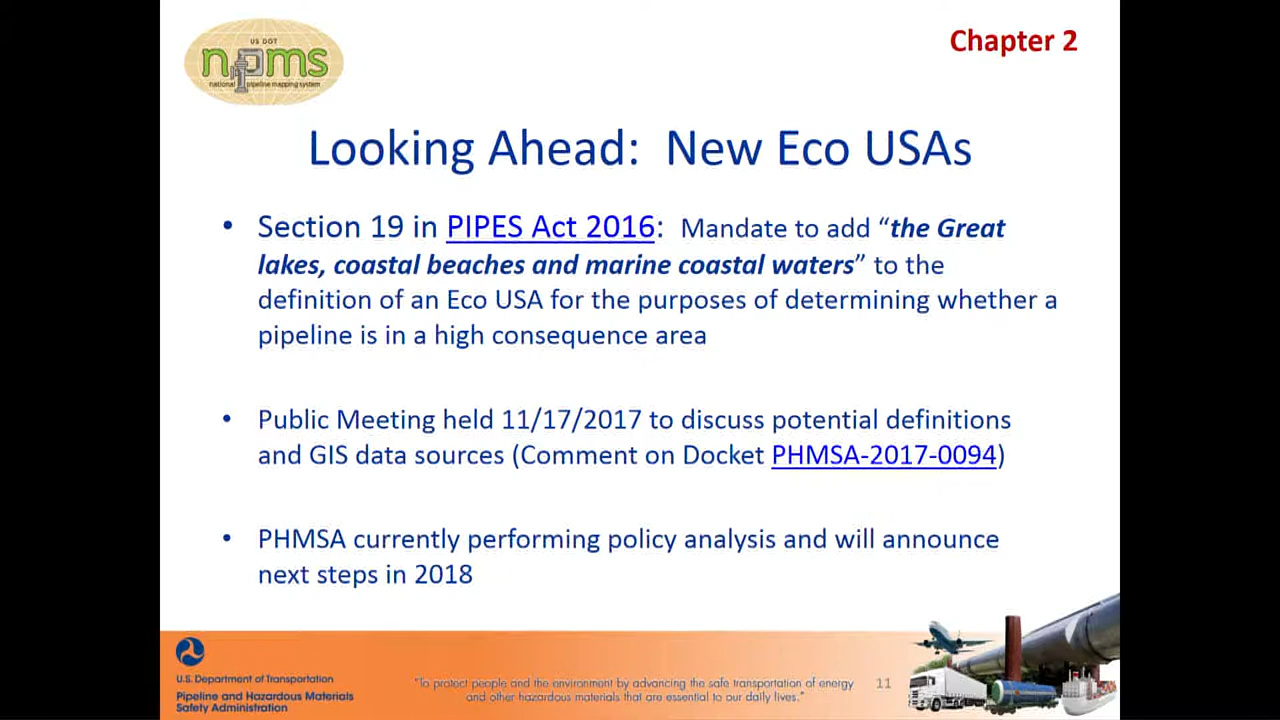 US DOT
npms
national pipeline mapping system
Chapter 2
Looking Ahead: New Eco USAs
• Section 19 in PIPES Act 2016: Mandate to add “the Great
lakes, coastal beaches and marine coastal waters” to the
definition of an Eco USA for the purposes of determining whether a
pipeline is in a high consequence area
• Public Meeting held 11/17/2017 to discuss potential definitions
and GIS data sources (Comment on Docket PHMSA-2017-0094)
• PHMSA currently performing policy analysis and will announce
next steps in 2018
U.S. Department of Transportation
Pipeline and Hazardous Materials
Safety Administration
"To protect people and the environment by advancing the safe transportation of energy
and other hazardous materials that are essential to our daily lives."
11